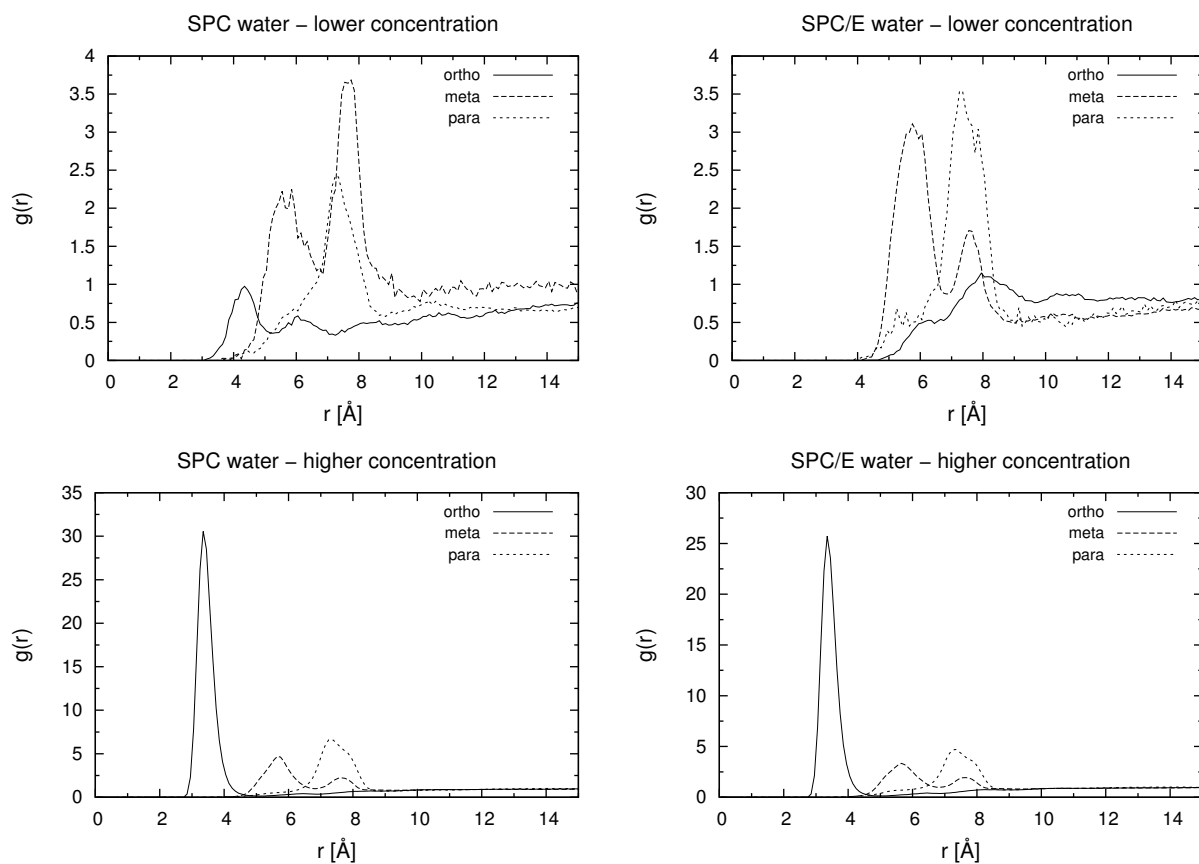 SPC water – lower concentration
4
3.5
3
2.5
2
1.5
1
0.5
0
g(r)
ortho
meta
para
0 2 4 6 8 10 12 14
r [Å]
SPC/E water – lower concentration
4
3.5
3
2.5
2
1.5
1
0.5
0
g(r)
ortho
meta
para
0 2 4 6 8 10 12 14
r [Å]
SPC water – higher concentration
35
30
25
20
15
10
5
0
g(r)
ortho
meta
para
0 2 4 6 8 10 12 14
r [Å]
SPC/E water – higher concentration
30
25
20
15
10
5
0
g(r)
ortho
meta
para
0 2 4 6 8 10 12 14
r [Å]